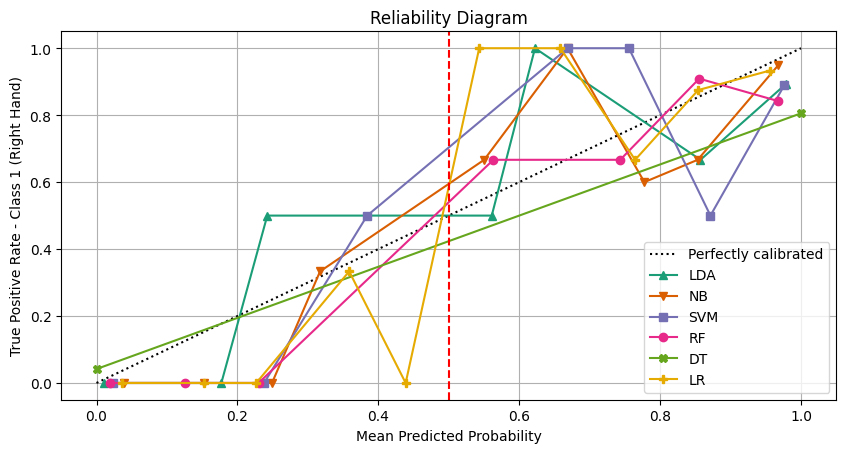 Reliability Diagram
True Positive Rate - Class 1 (Right Hand)
1.0
0.8
0.6
0.4
0.2
0.0
0.0 0.2 0.4 0.6 0.8 1.0
Mean Predicted Probability
Perfectly calibrated
LDA
NB
SVM
RF
DT
LR